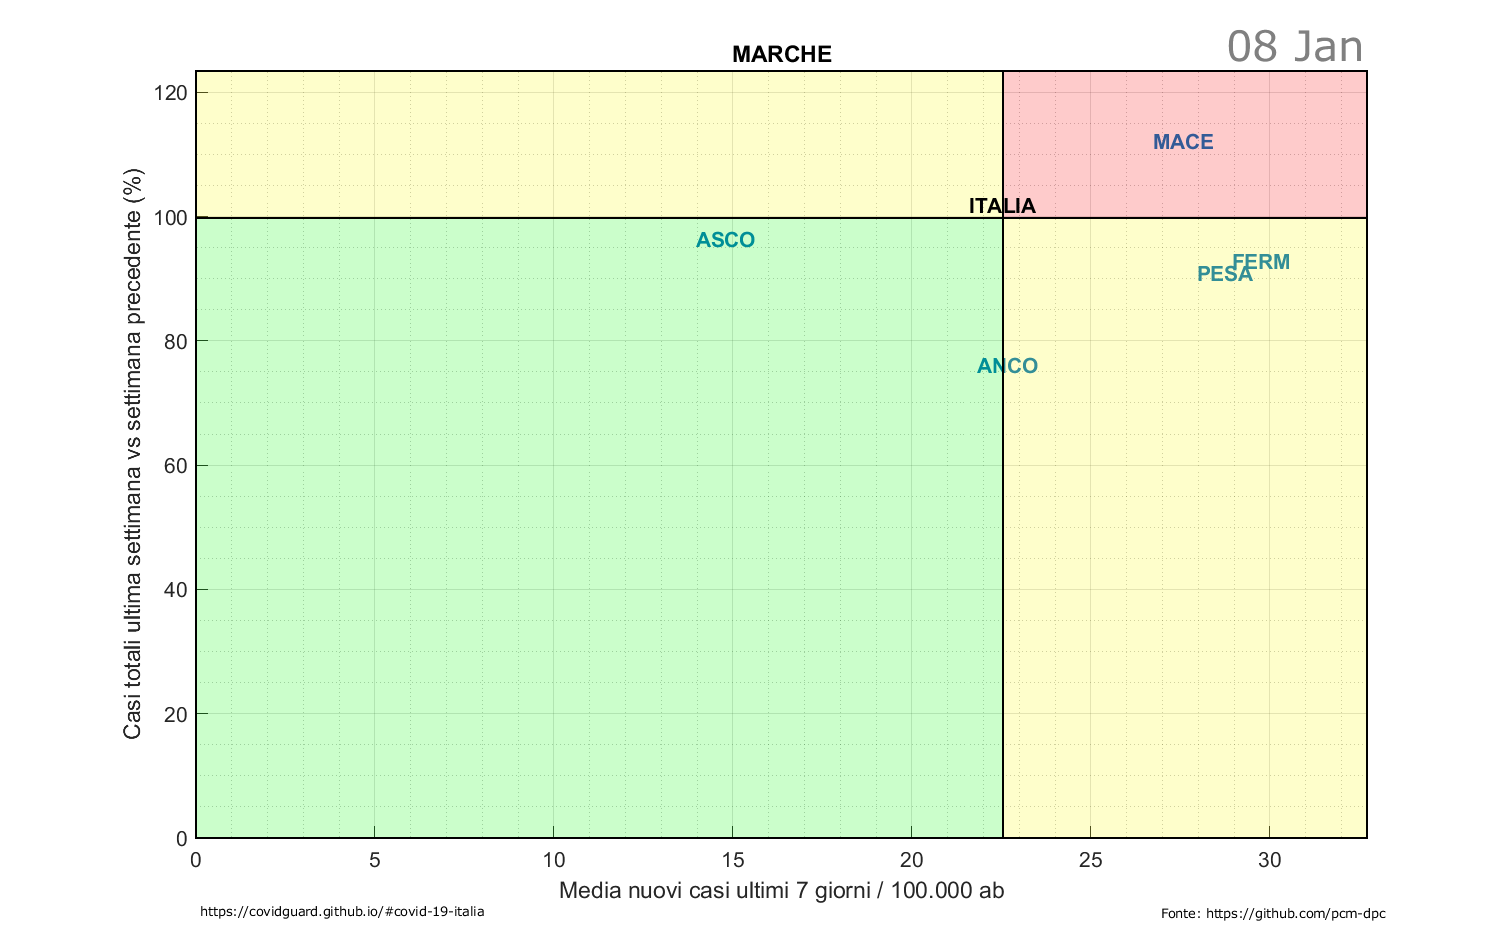 MARCHE
08 Jan
Casi totali ultima settimana vs settimana precedente (%)
120
100
80
60
40
20
0
MACE
ITALIA
ASCO
FERM
PESA
ANCO
0 5 10 15 20 25 30
Media nuovi casi ultimi 7 giorni / 100.000 ab
https://covidguard.github.io/#covid-19-italia
Fonte: https://github.com/pcm-dpc